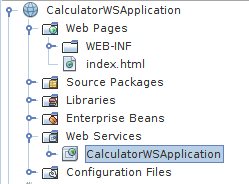 CalculatorWSApplication
Web Pages
WEB-INF
index.html
Source Packages
Libraries
Enterprise Beans
Web Services
CalculatorWSApplication
Configuration Files